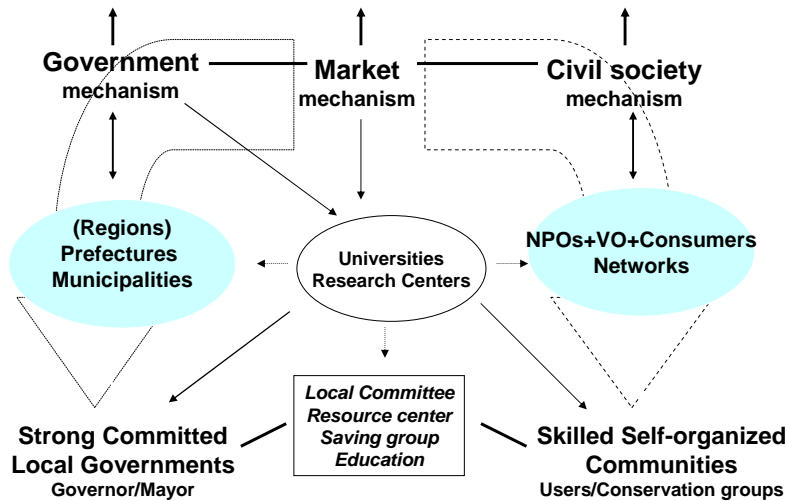 Government
mechanism
Market
mechanism
Civil society
mechanism
(Regions)
Prefectures
Municipalities
Universities
Research Centers
NPOs+VO+Consumers
Networks
Local Committee
Resource center
Saving group
Education
Strong Committed
Local Governments
Governor/Mayor
Skilled Self-organized
Communities
Users/Conservation groups